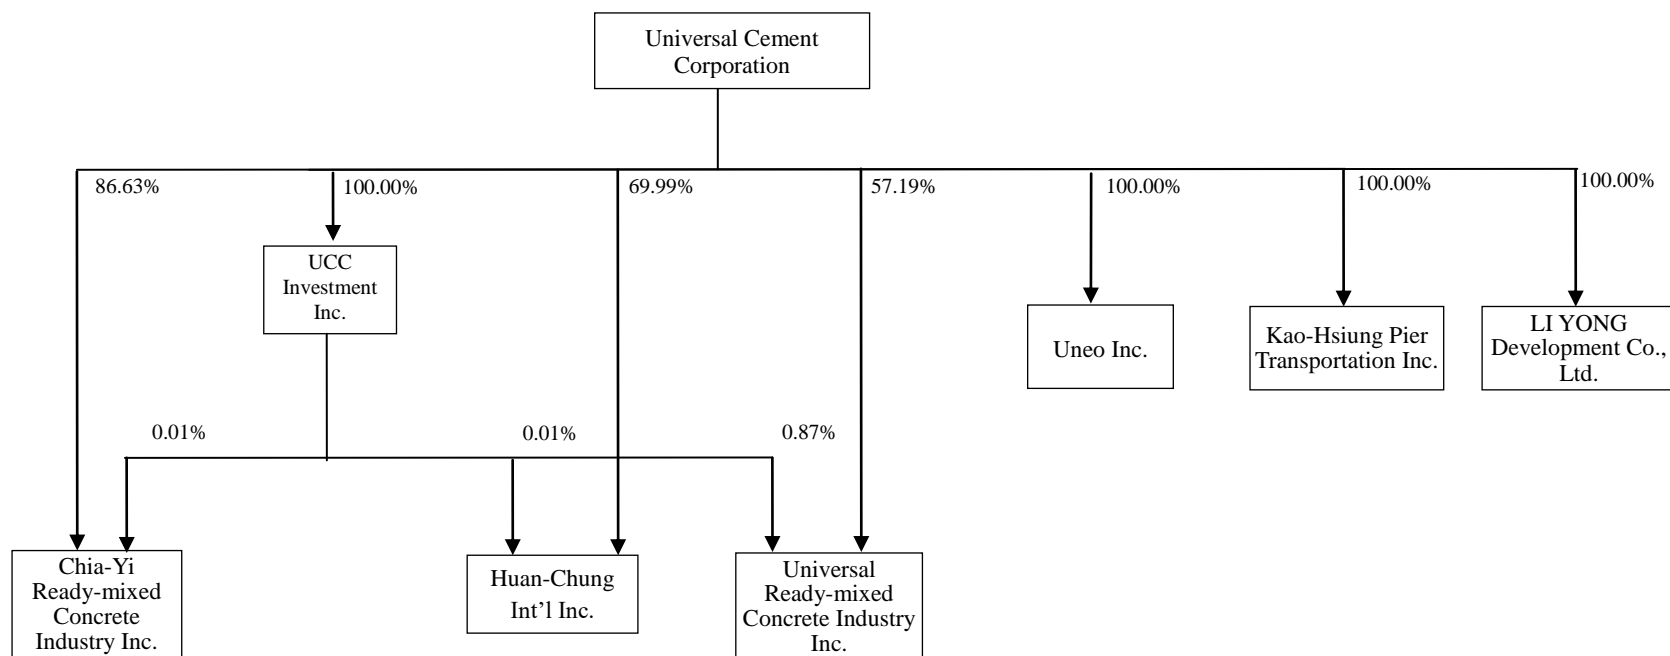 Universal Cement
Corporation
86.63%
100.00%
69.99%
57.19%
100.00%
100.00%
100.00%
UCC
Investment
Inc.
Uneo Inc.
Kao-Hsiung Pier
Transportation Inc.
LI YONG
Development Co.,
Ltd.
0.01%
0.01%
0.87%
Chia-Yi
Ready-mixed
Concrete
Industry Inc.
Huan-Chung
Int’l Inc.
Universal
Ready-mixed
Concrete Industry
Inc.